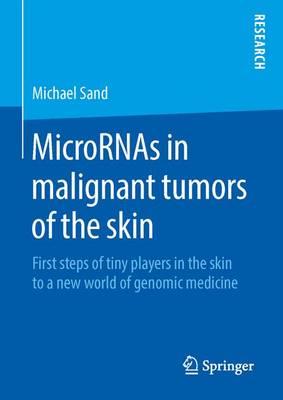 RESEARCH
Michael Sand
MicroRNAs in
malignant tumors
of the skin
First steps of tiny players in the skin
to a new world of genomic medicine
Springer